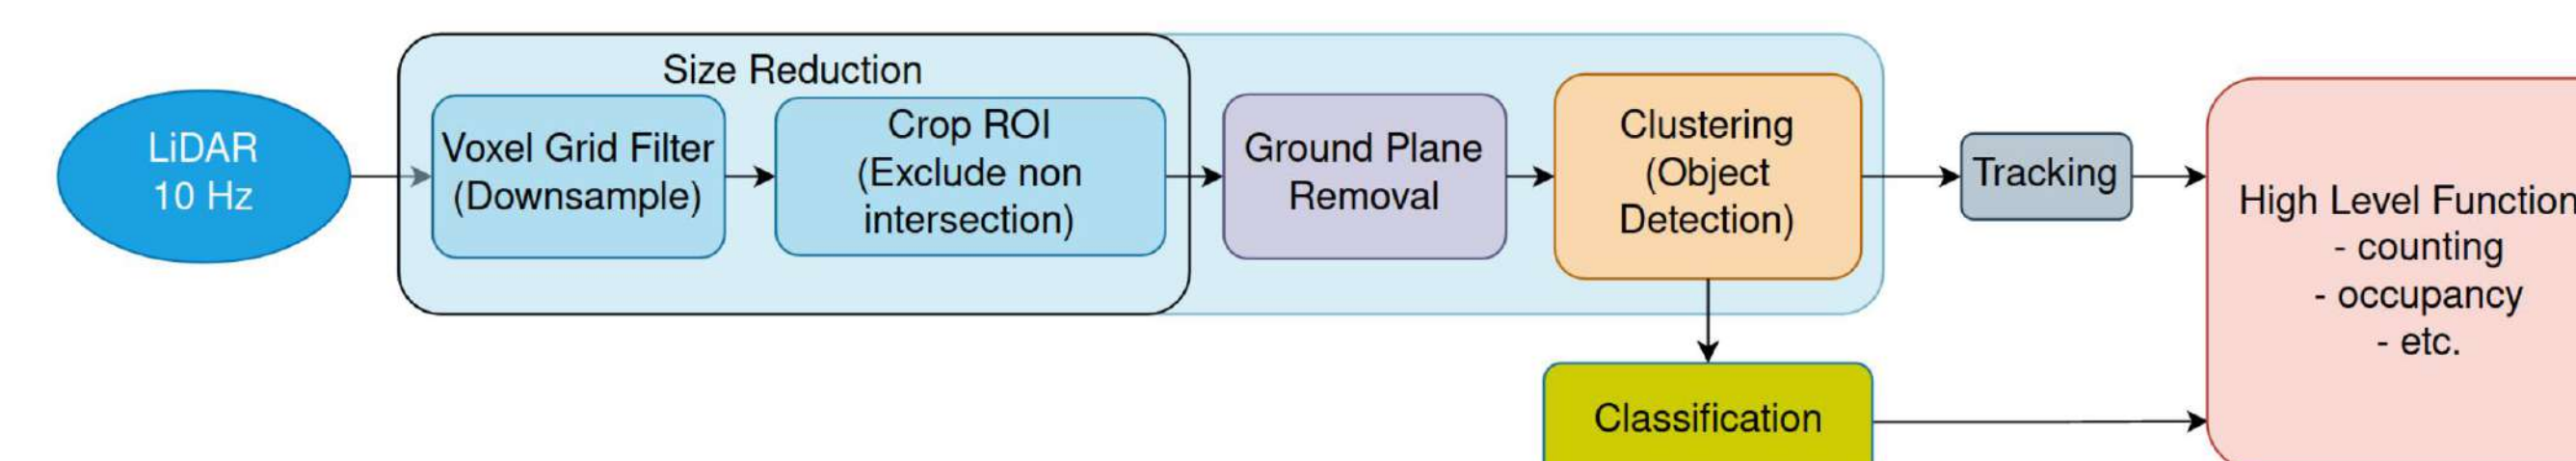 Size Reduction
LiDAR
10 Hz
Voxel Grid Filter
(Downsample)
Crop ROI
(Exclude non
intersection)
Ground Plane
Removal
Clustering
(Object
Detection)
Tracking
High Level Function
- counting
- occupancy
- etc.
Classification